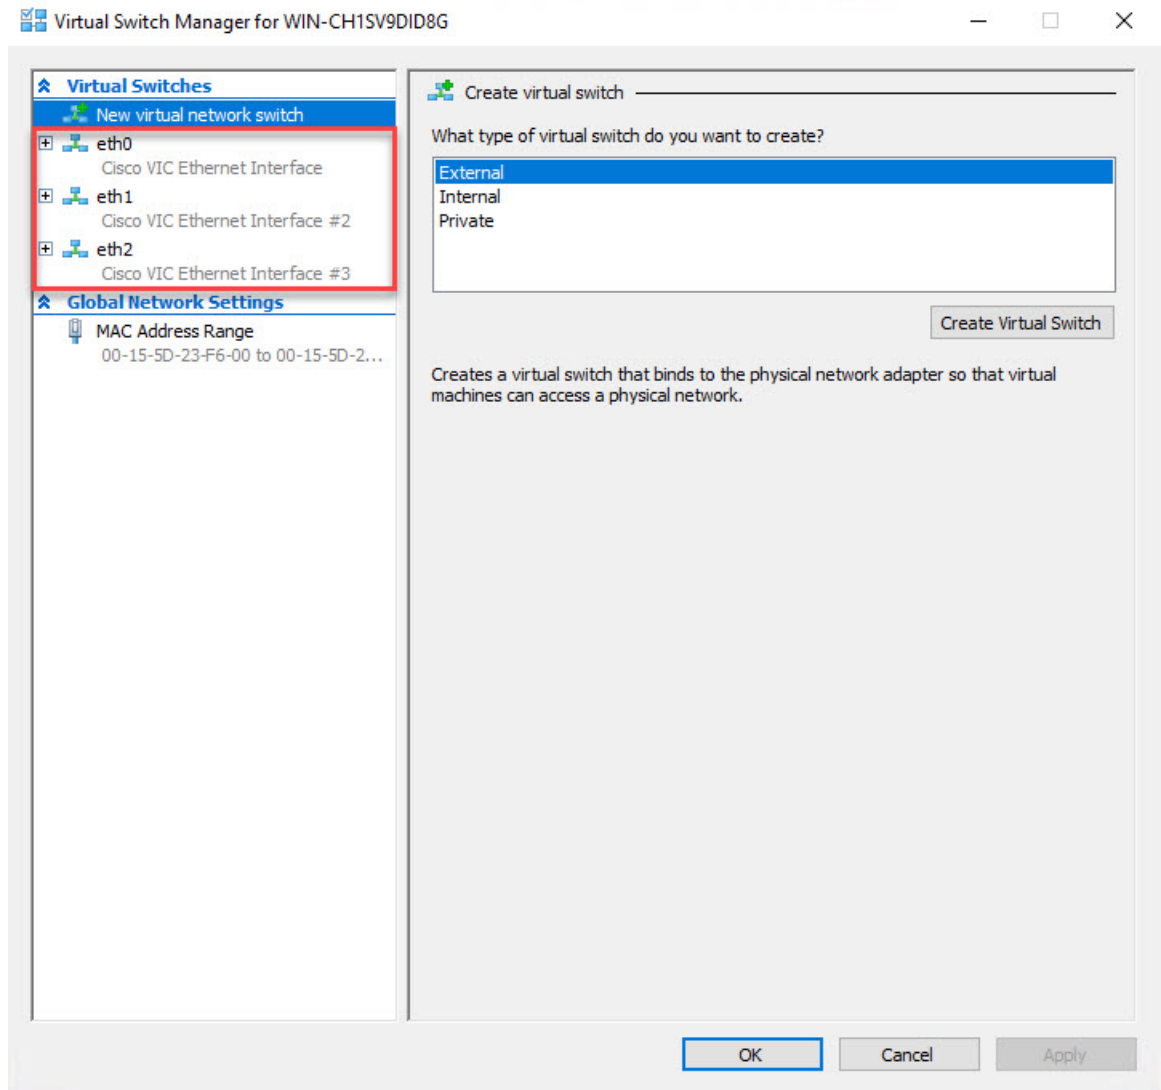 Virtual Switch Manager for WIN-CH1SV9DID8G
Virtual Switches
New virtual network switch
eth0
Cisco VIC Ethernet Interface
eth1
Cisco VIC Ethernet Interface #2
eth2
Cisco VIC Ethernet Interface #3
Global Network Settings
MAC Address Range
00-15-5D-23-F6-00 to 00-15-5D-2...
Create virtual switch
What type of virtual switch do you want to create?
External
Internal
Private
Create Virtual Switch
Creates a virtual switch that binds to the physical network adapter so that virtual
machines can access a physical network.
OK
Cancel
Apply